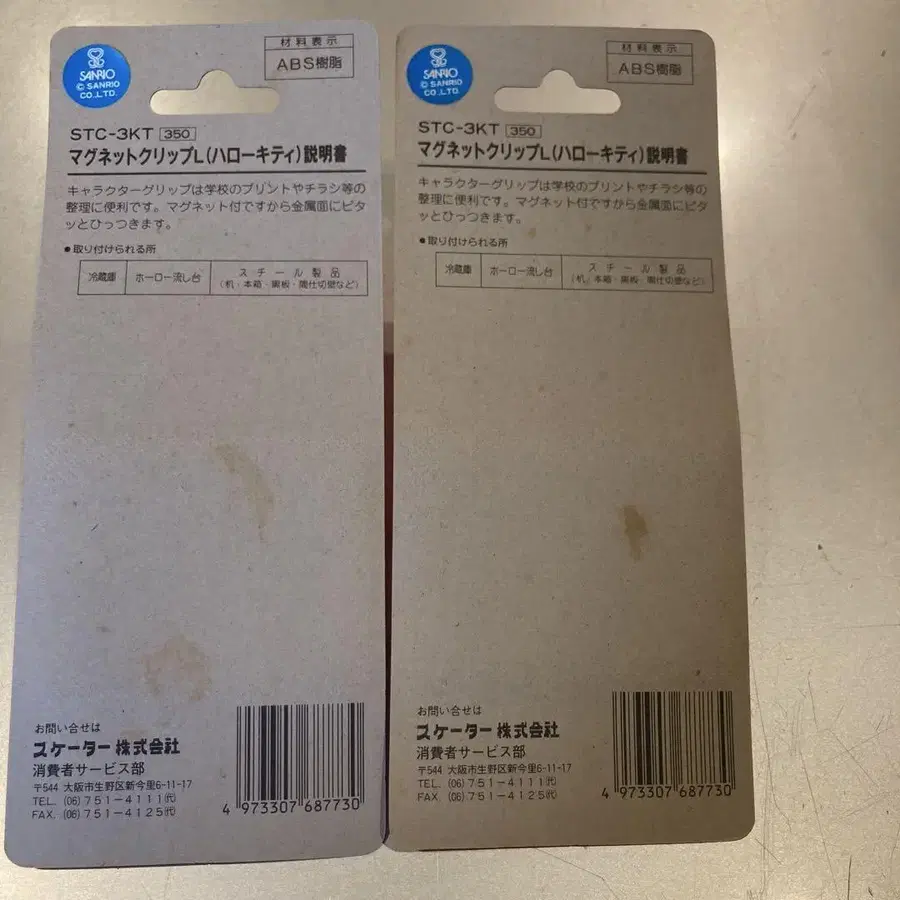 SANRIO
© SANRIO
CO.,LTD.
材料表示
ABS樹脂
STC-3KT 350
マグネットクリップL(ハローキティ)説明書
キャラクターグリップは学校のプリントやチラシ等の
整理に便利です。マグネット付ですから金属面にピタ
ッとひっつきます。
●取り付けられる所
冷蔵庫 ホーロー流し台 スチール製品
(机・本箱・黒板・間仕切壁など)
お問い合せは
スケーター株式会社
消費者サービス部
〒544 大阪市生野区新今里6-11-17
TEL. (06)751-4111㈹
FAX. (06)751-4125㈹
4 973307 687730
SANRIO
© SANRIO
CO.,LTD.
材料表示
ABS樹脂
STC-3KT 350
マグネットクリップL(ハローキティ)説明書
キャラクターグリップは学校のプリントやチラシ等の
整理に便利です。マグネット付ですから金属面にピタ
ッとひっつきます。
●取り付けられる所
冷蔵庫 ホーロー流し台 スチール製品
(机・本箱・黒板・間仕切壁など)
お問い合せは
スケーター株式会社
消費者サービス部
〒544 大阪市生野区新今里6-11-17
TEL. (06)751-4111㈹
FAX. (06)751-4125㈹
4 973307 687730